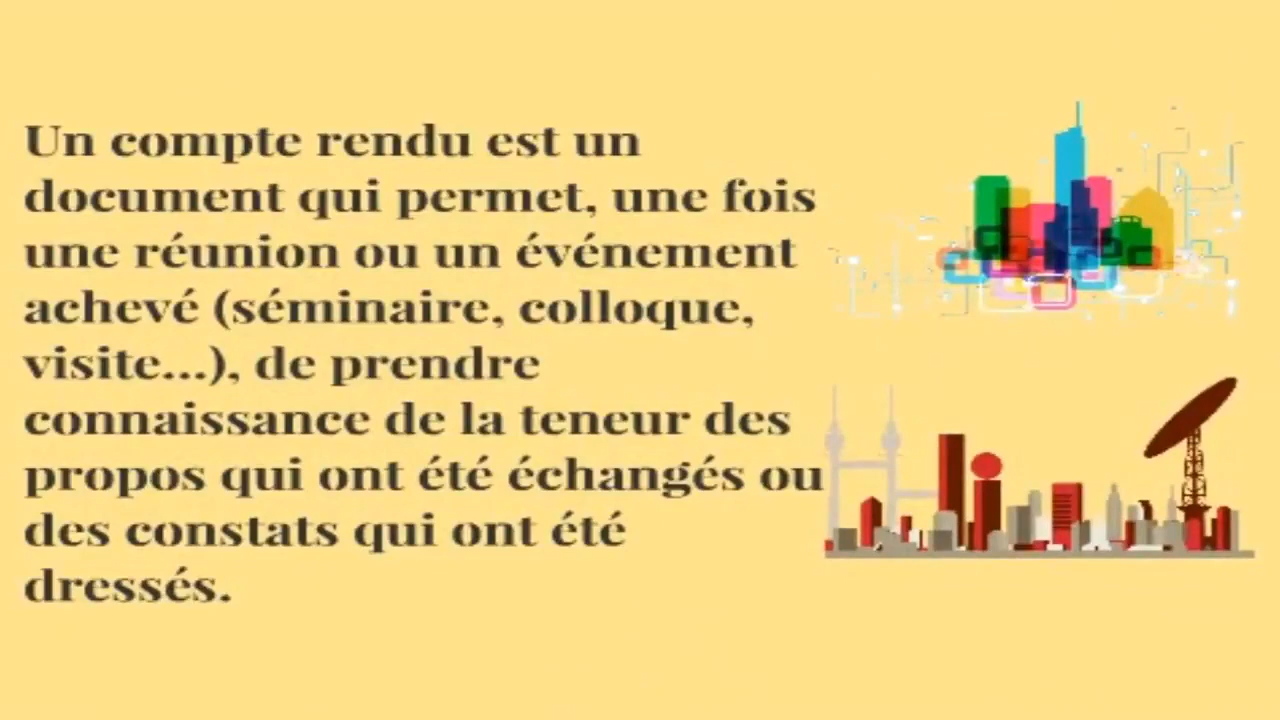 Un compte rendu est un
document qui permet, une fois
une réunion ou un événement
achevé (séminaire, colloque,
visite...), de prendre
connaissance de la teneur des
propos qui ont été échangés ou
des constats qui ont été
dressés.